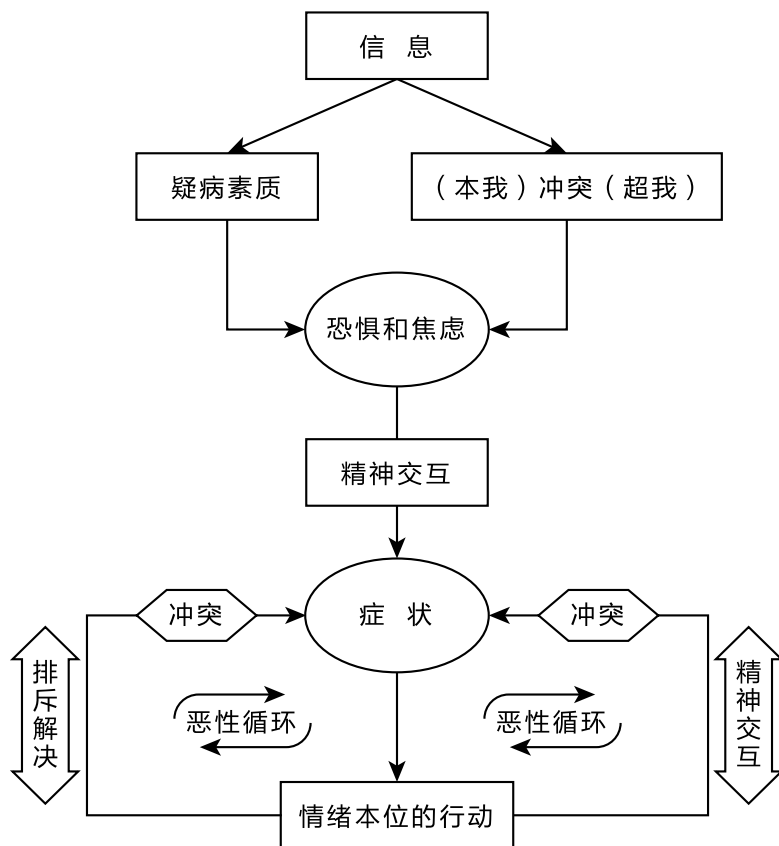 信 息
疑病素质
（本我）冲突（超我）
恐惧和焦虑
精神交互
症 状
冲突
冲突
排斥解决
恶性循环
恶性循环
精神交互
情绪本位的行动